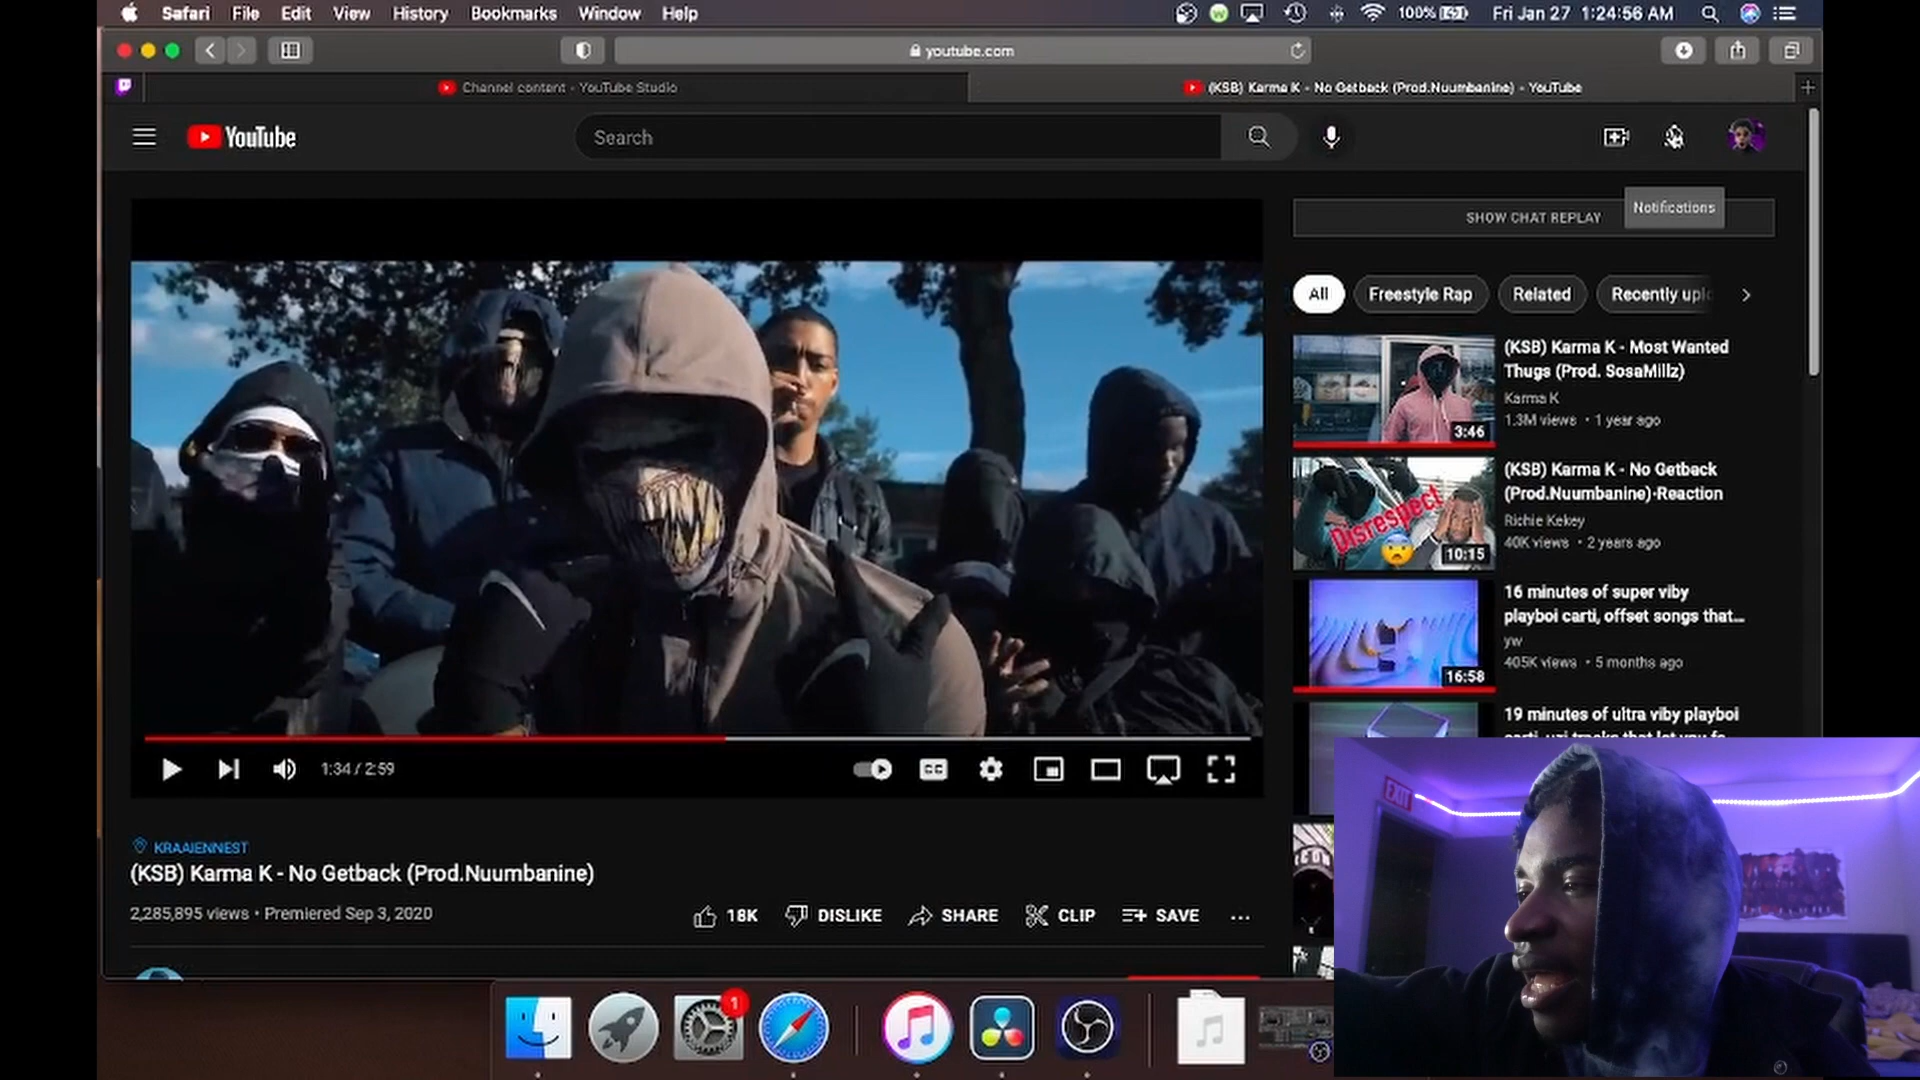 Safari File Edit View History Bookmarks Window Help 100% Fri Jan 27 1:24:56 AM
youtube.com
Channel content - YouTube Studio (KSB) Karma K - No Getback (Prod.Nuumbanine) - YouTube
YouTube Search
Notifications
SHOW CHAT REPLAY
All Freestyle Rap Related Recently uplo
(KSB) Karma K - Most Wanted
Thugs (Prod. SosaMillz)
Karma K
1.3M views • 1 year ago
3:46
(KSB) Karma K - No Getback
(Prod.Nuumbanine)-Reaction
Richie Kekey
40K views • 2 years ago
Disrespect
10:15
16 minutes of super viby
playboi carti, offset songs that...
yw
405K views • 5 months ago
16:58
19 minutes of ultra viby playboi
1:34 / 2:59
KRAAIENNEST
(KSB) Karma K - No Getback (Prod.Nuumbanine)
2,285,895 views • Premiered Sep 3, 2020
18K DISLIKE SHARE CLIP SAVE ...
EXIT
1